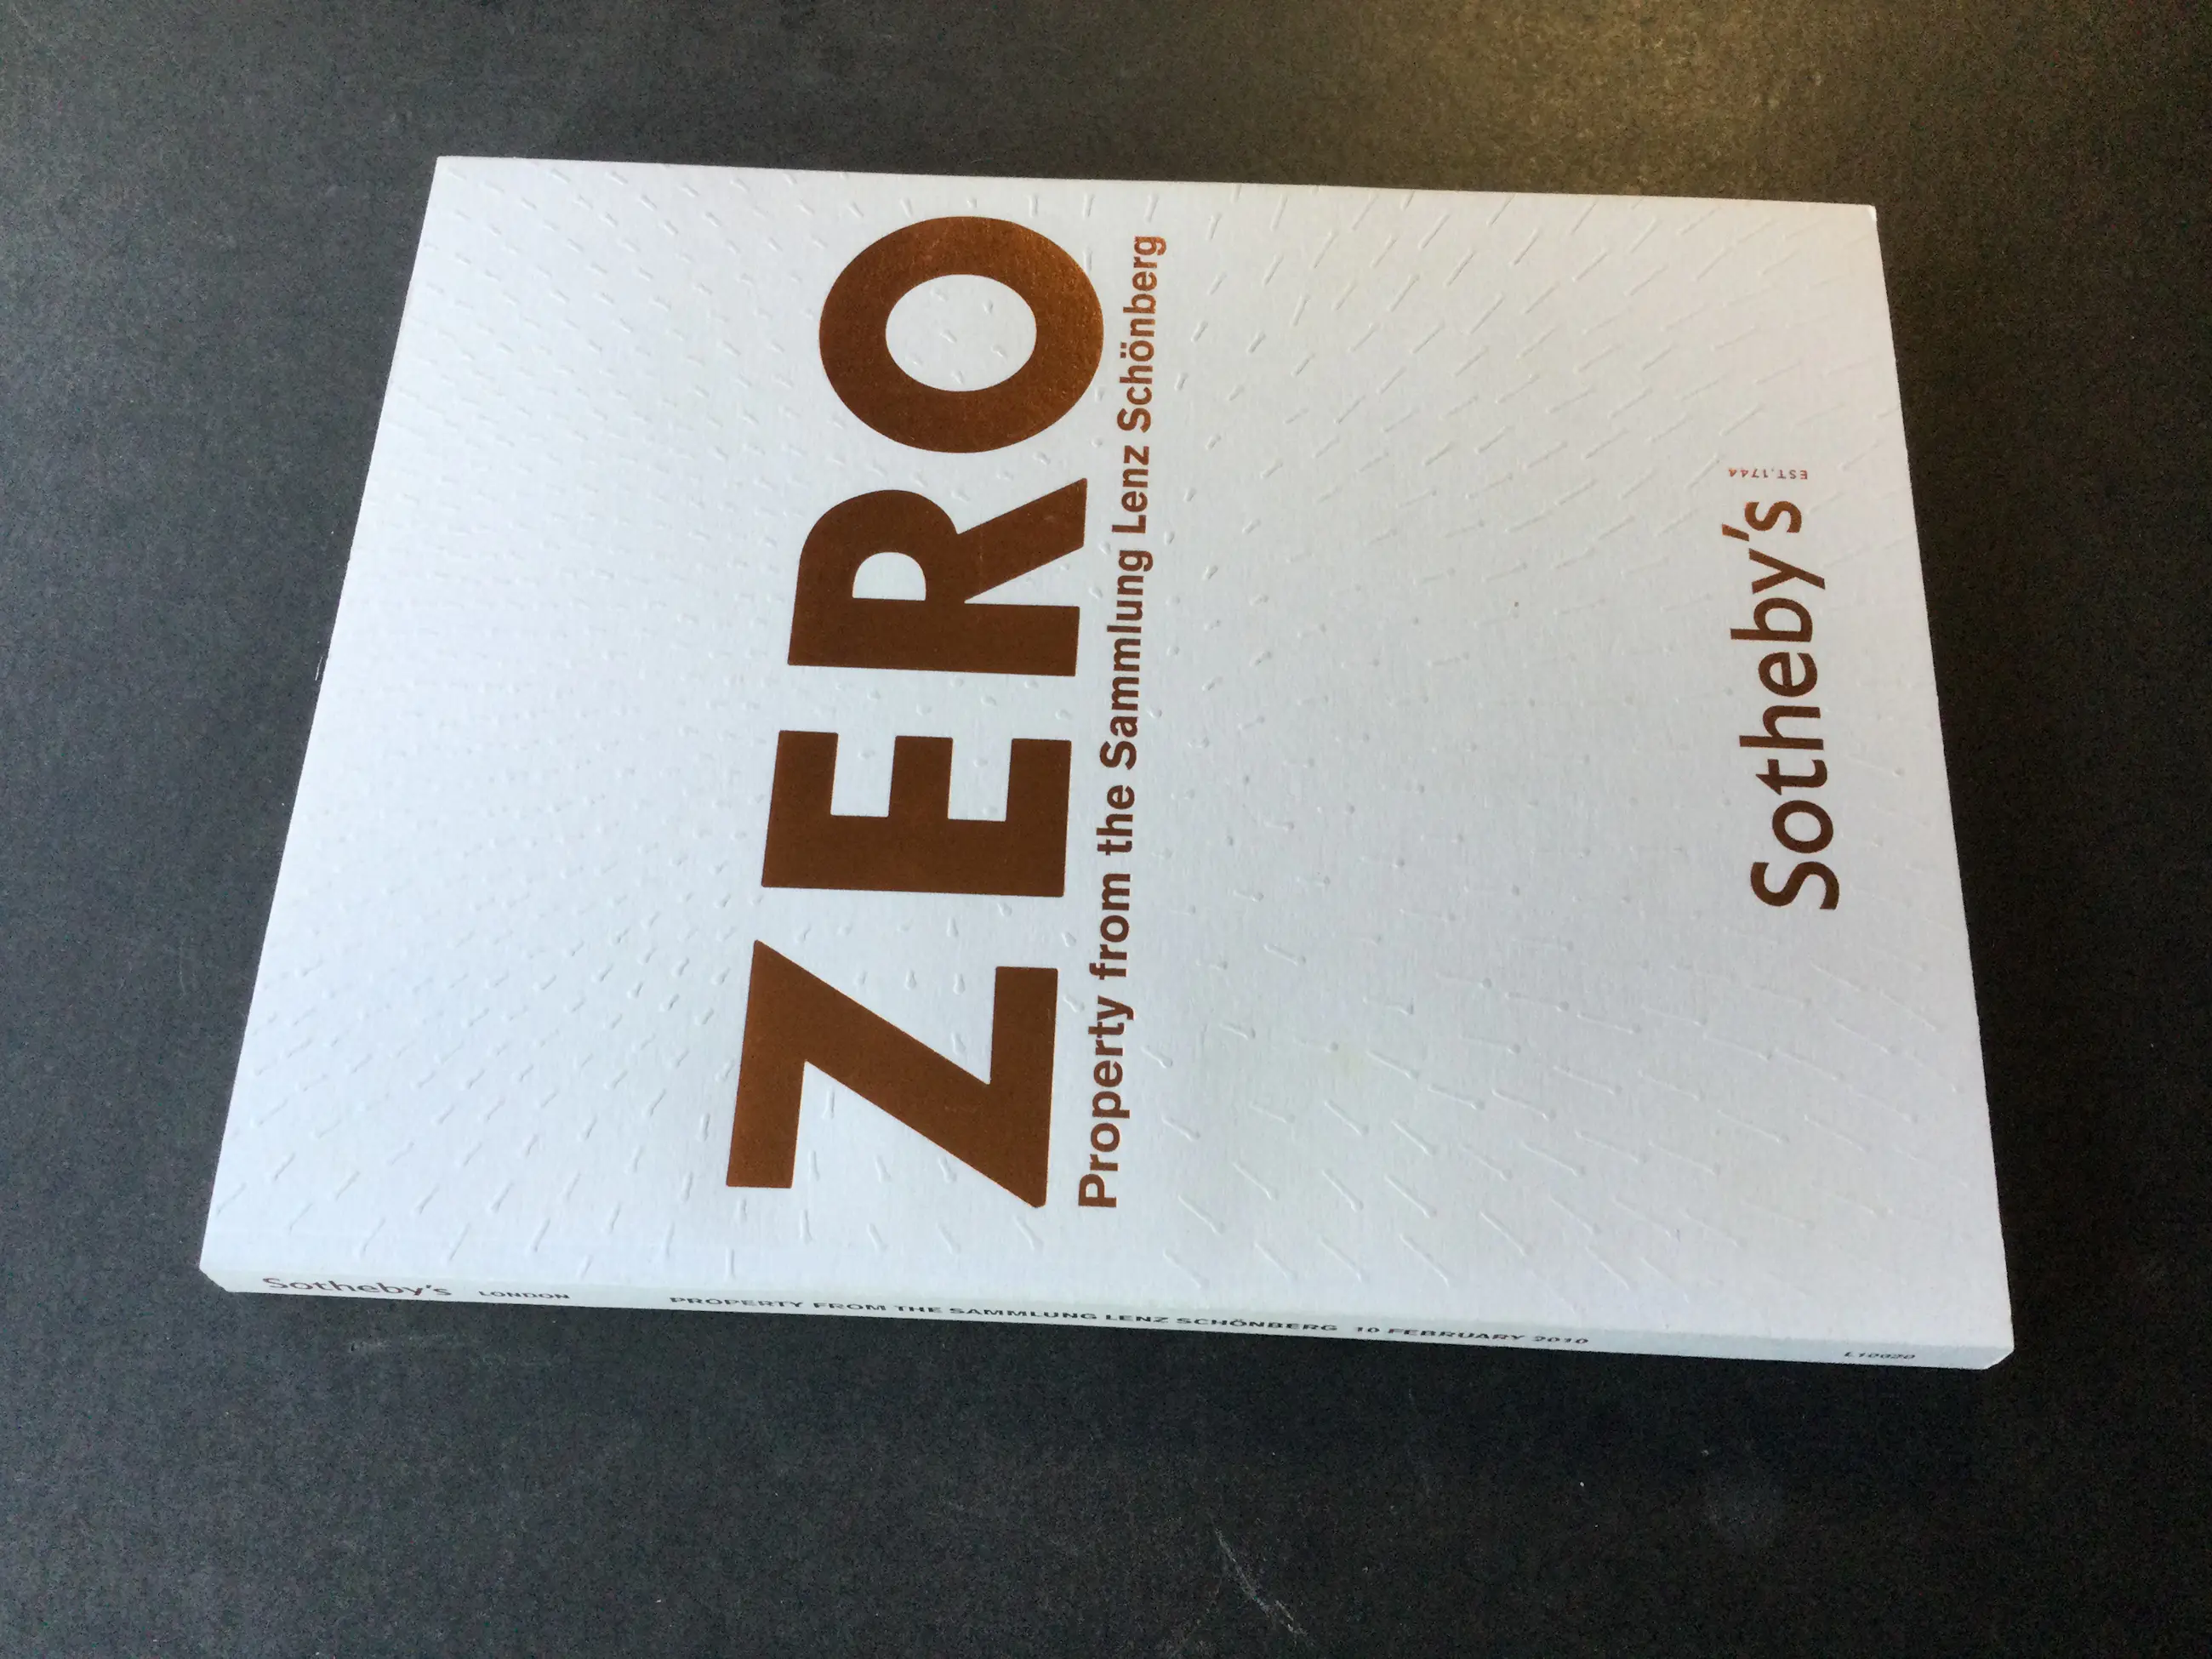 ZERO
Property from the Sammlung Lenz Schönberg
Sotheby's
EST.1744
Sotheby's LONDON PROPERTY FROM THE SAMMLUNG LENZ SCHÖNBERG 10 FEBRUARY 2010 L10020